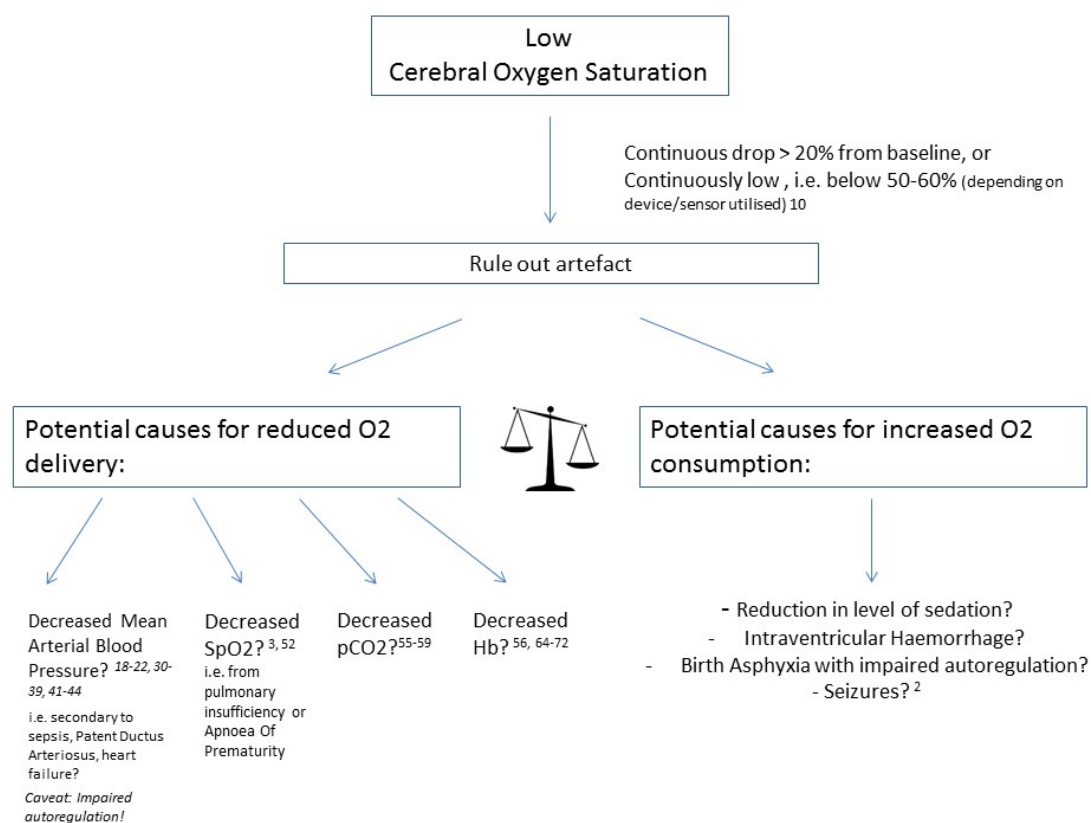 Low
Cerebral Oxygen Saturation
Continuous drop > 20% from baseline, or
Continuously low , i.e. below 50-60% (depending on
device/sensor utilised) 10
Rule out artefact
Potential causes for reduced O2
delivery:
Potential causes for increased O2
consumption:
Decreased Mean
Arterial Blood
Pressure? 18-22, 30-
39, 41-44
i.e. secondary to
sepsis, Patent Ductus
Arteriosus, heart
failure?
Caveat: Impaired
autoregulation!
Decreased
SpO2? 3, 52
i.e. from
pulmonary
insufficiency or
Apnoea Of
Prematurity
Decreased
pCO2?55-59
Decreased
Hb? 56, 64-72
- Reduction in level of sedation?
- Intraventricular Haemorrhage?
- Birth Asphyxia with impaired autoregulation?
- Seizures? 2